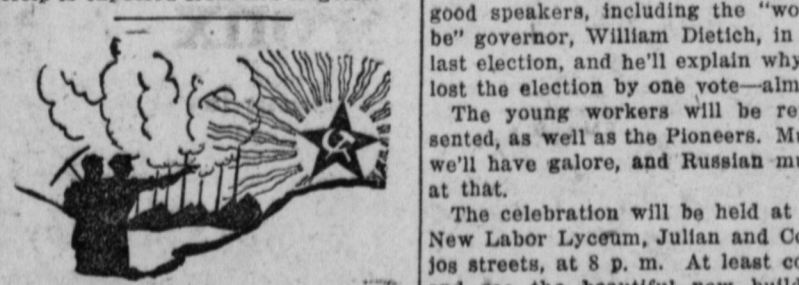 good speakers, including the "wo
be" governor, William Dietich, in
last election, and he'll explain why
lost the election by one vote—alm
The young workers will be re
sented, as well as the Pioneers. Mu
we'll have galore, and Russian mu
at that.
The celebration will be held at
New Labor Lyceum, Julian and Co
jos streets, at 8 p. m. At least co